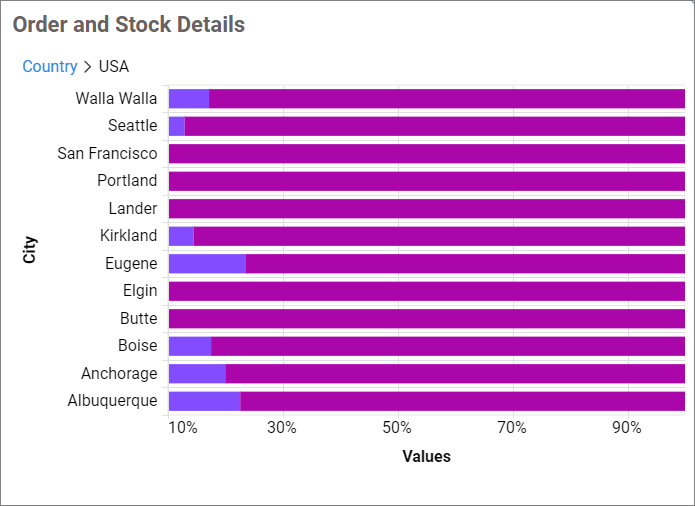 Order and Stock Details
Country > USA
Walla Walla
Seattle
San Francisco
Portland
Lander
Kirkland
Eugene
Elgin
Butte
Boise
Anchorage
Albuquerque
City
10% 30% 50% 70% 90%
Values